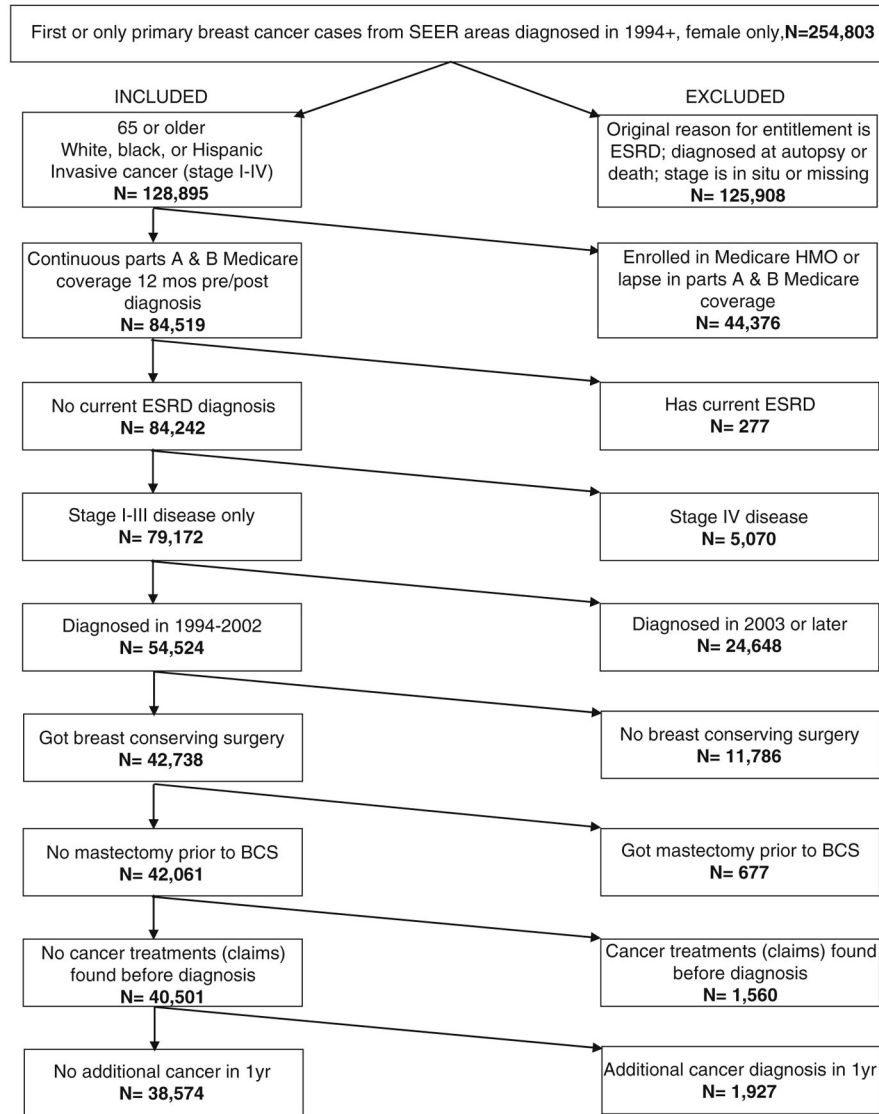 First or only primary breast cancer cases from SEER areas diagnosed in 1994+, female only,N=254,803
INCLUDED
EXCLUDED
65 or older
White, black, or Hispanic
Invasive cancer (stage I-IV)
N= 128,895
Original reason for entitlement is
ESRD; diagnosed at autopsy or
death; stage is in situ or missing
N= 125,908
Continuous parts A & B Medicare
coverage 12 mos pre/post
diagnosis
N= 84,519
Enrolled in Medicare HMO or
lapse in parts A & B Medicare
coverage
N= 44,376
No current ESRD diagnosis
N= 84,242
Has current ESRD
N= 277
Stage I-III disease only
N= 79,172
Stage IV disease
N= 5,070
Diagnosed in 1994-2002
N= 54,524
Diagnosed in 2003 or later
N= 24,648
Got breast conserving surgery
N= 42,738
No breast conserving surgery
N= 11,786
No mastectomy prior to BCS
N= 42,061
Got mastectomy prior to BCS
N= 677
No cancer treatments (claims)
found before diagnosis
N= 40,501
Cancer treatments (claims) found
before diagnosis
N= 1,560
No additional cancer in 1yr
N= 38,574
Additional cancer diagnosis in 1yr
N= 1,927